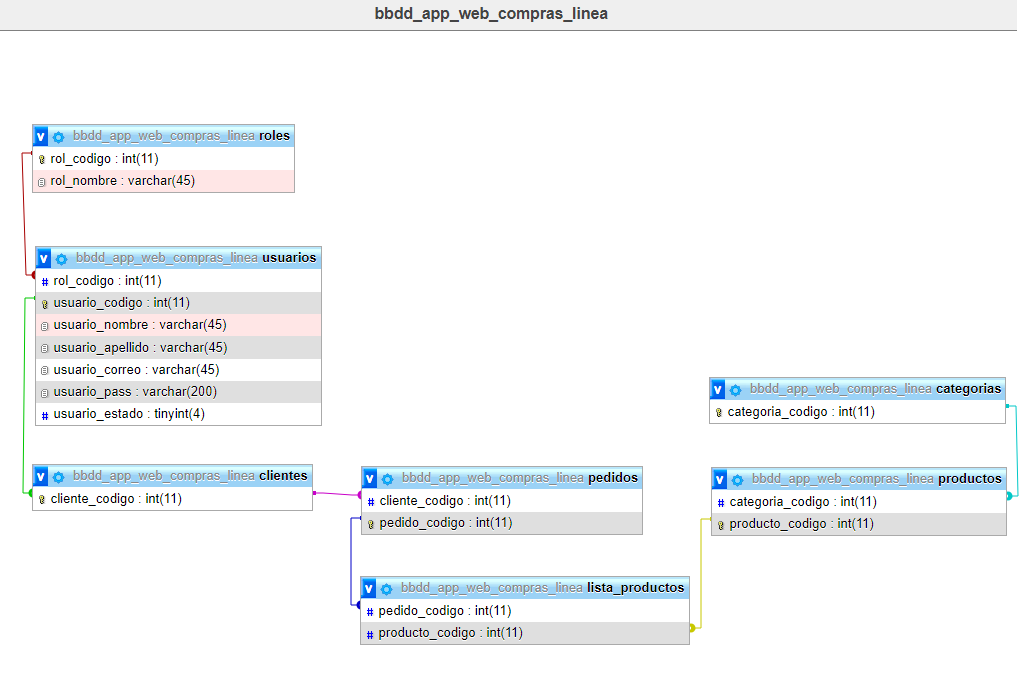 bbdd_app_web_compras_linea
v bbdd_app_web_compras_linea roles
rol_codigo : int(11)
rol_nombre : varchar(45)
v bbdd_app_web_compras_linea usuarios
# rol_codigo : int(11)
usuario_codigo : int(11)
usuario_nombre : varchar(45)
usuario_apellido : varchar(45)
usuario_correo : varchar(45)
usuario_pass : varchar(200)
# usuario_estado : tinyint(4)
v bbdd_app_web_compras_linea categorias
categoria_codigo : int(11)
v bbdd_app_web_compras_linea clientes
cliente_codigo : int(11)
v bbdd_app_web_compras_linea pedidos
# cliente_codigo : int(11)
pedido_codigo : int(11)
v bbdd_app_web_compras_linea productos
# categoria_codigo : int(11)
producto_codigo : int(11)
v bbdd_app_web_compras_linea lista_productos
# pedido_codigo : int(11)
# producto_codigo : int(11)